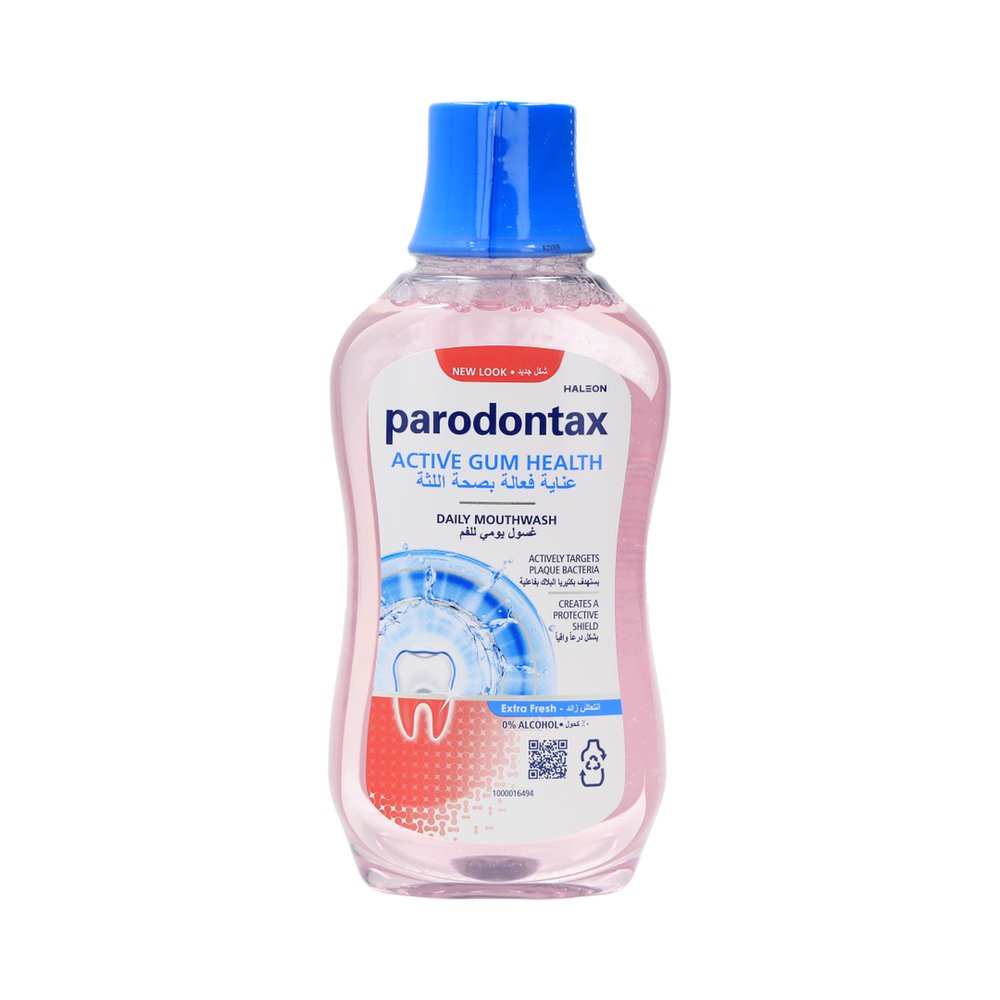 NEW LOOK • شكل جديد
HALEON
parodontax
ACTIVE GUM HEALTH
عناية فعالة بصحة اللثة
DAILY MOUTHWASH
غسول يومي للفم
ACTIVELY TARGETS
PLAQUE BACTERIA
يستهدف بكتيريا البلاك بفاعلية
CREATES A
PROTECTIVE
SHIELD
يشكل درعاً واقياً
Extra Fresh - انتعاش زائد
0% ALCOHOL • ٠٪ كحول
1000016494